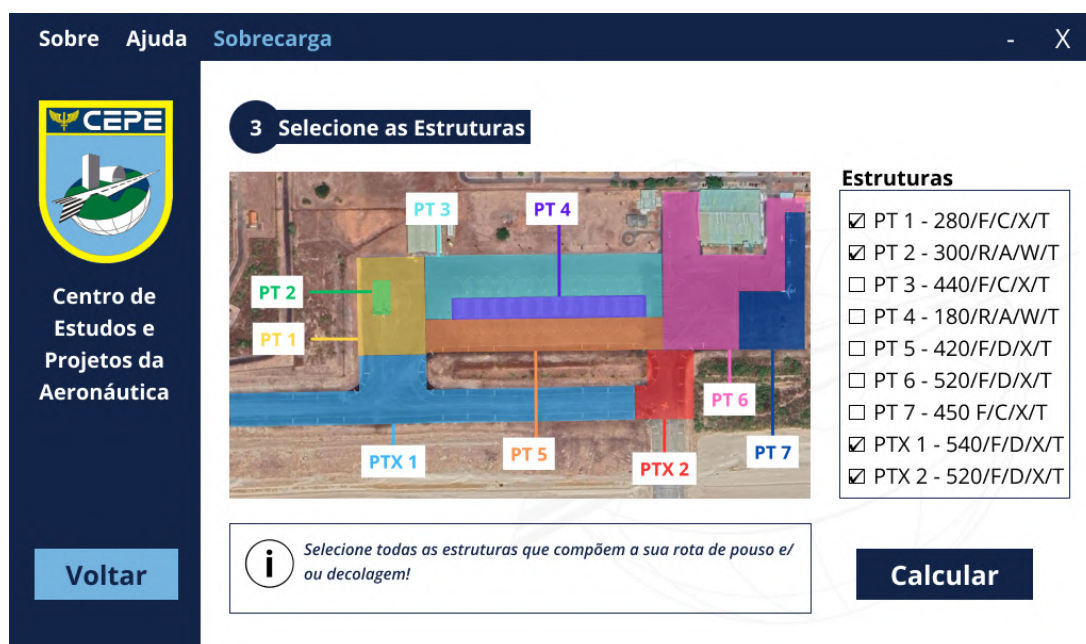 Sobre Ajuda Sobrecarga - X
CEPE
Centro de
Estudos e
Projetos da
Aeronáutica
Voltar
3 Selecione as Estruturas
PT 3
PT 4
PT 2
PT 1
PT 6
PTX 1
PT 5
PTX 2
PT 7
Estruturas
PT 1 - 280/F/C/X/T
PT 2 - 300/R/A/W/T
PT 3 - 440/F/C/X/T
PT 4 - 180/R/A/W/T
PT 5 - 420/F/D/X/T
PT 6 - 520/F/D/X/T
PT 7 - 450 F/C/X/T
PTX 1 - 540/F/D/X/T
PTX 2 - 520/F/D/X/T
i
Selecione todas as estruturas que compõem a sua rota de pouso e/
ou decolagem!
Calcular